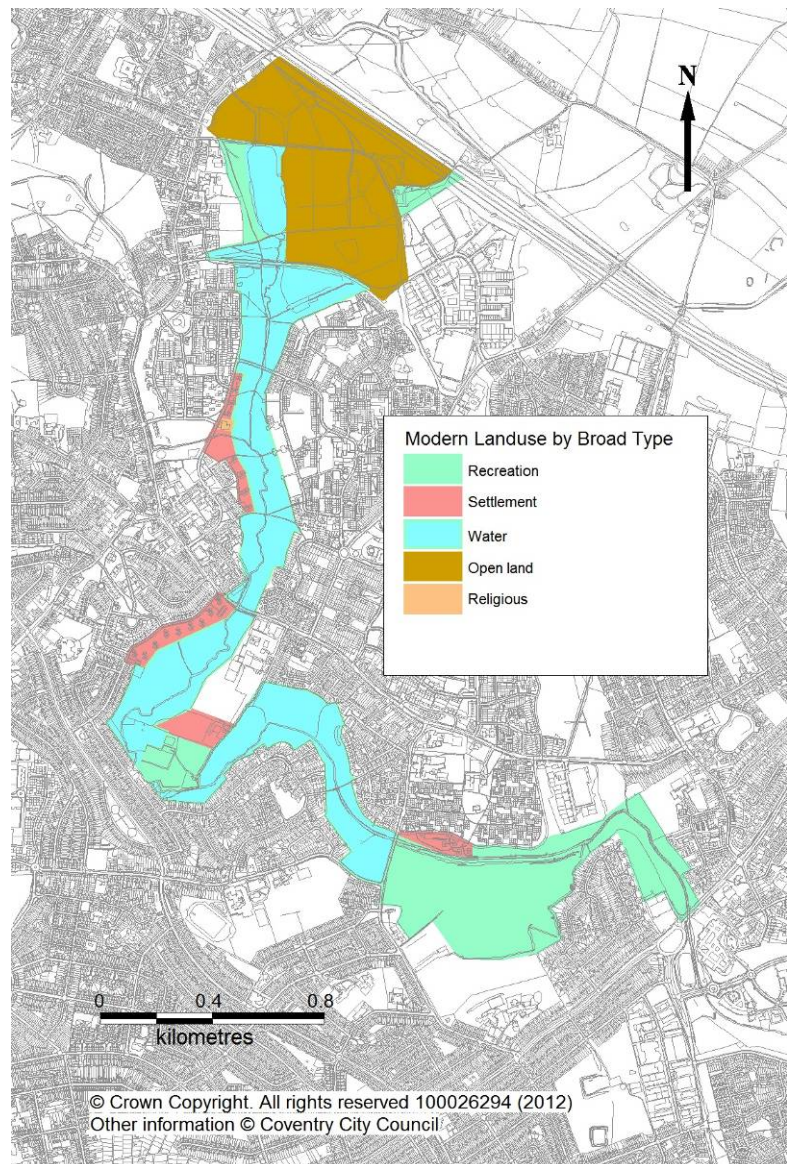 N
Modern Landuse by Broad Type
Recreation
Settlement
Water
Open land
Religious
0 0.4 0.8
kilometres
© Crown Copyright. All rights reserved 100026294 (2012)
Other information © Coventry City Council